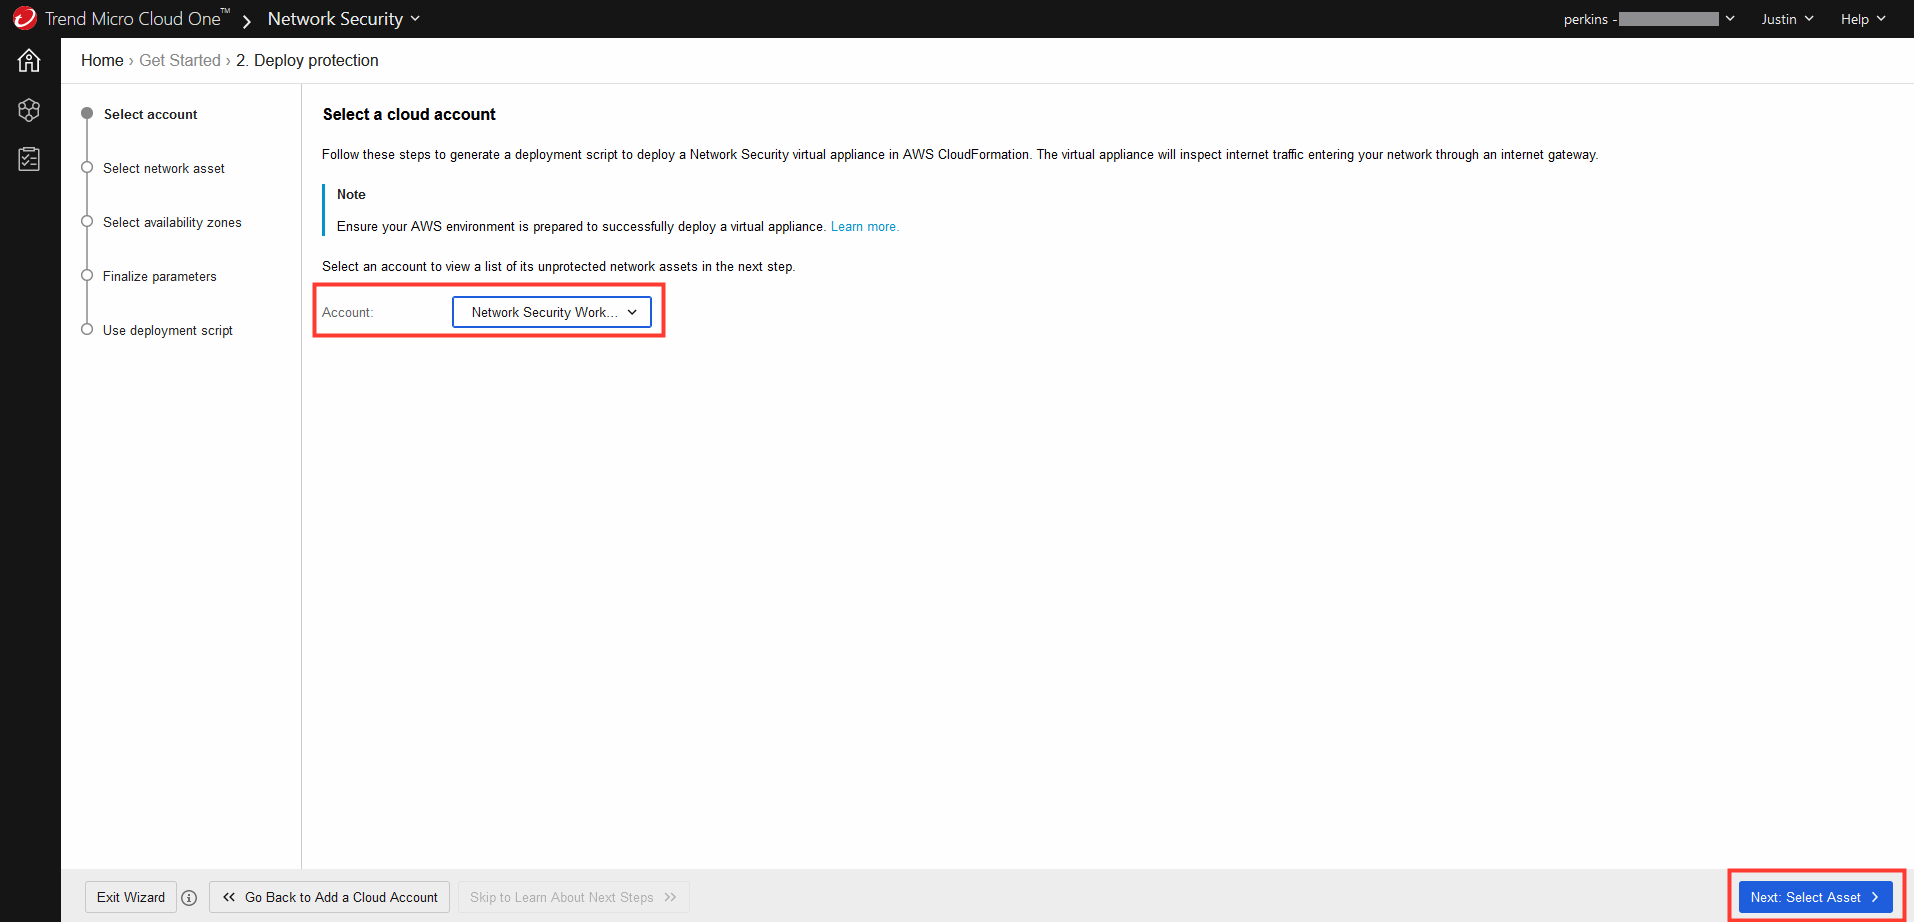 Trend Micro Cloud One™ Network Security perkins - Justin Help
Home › Get Started › 2. Deploy protection
Select account
Select network asset
Select availability zones
Finalize parameters
Use deployment script
Select a cloud account
Follow these steps to generate a deployment script to deploy a Network Security virtual appliance in AWS CloudFormation. The virtual appliance will inspect internet traffic entering your network through an internet gateway.
Note
Ensure your AWS environment is prepared to successfully deploy a virtual appliance. Learn more.
Select an account to view a list of its unprotected network assets in the next step.
Account: Network Security Work...
Exit Wizard Go Back to Add a Cloud Account Skip to Learn About Next Steps Next: Select Asset